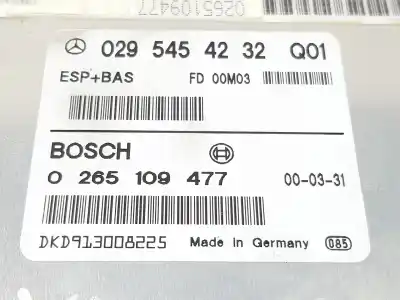 0265109477
029 545 42 32 Q01
ESP+BAS FD 00M03
BOSCH
0 265 109 477 00-03-31
DKD913008225 Made in Germany 085